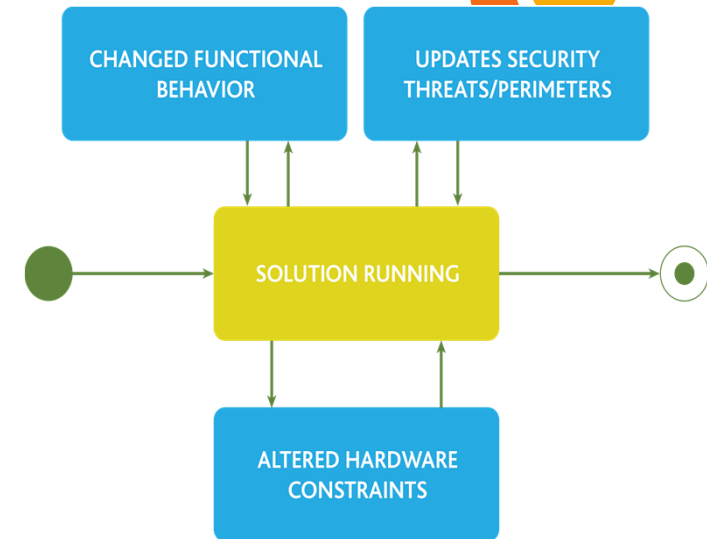 CHANGED FUNCTIONAL
BEHAVIOR
UPDATES SECURITY
THREATS/PERIMETERS
SOLUTION RUNNING
ALTERED HARDWARE
CONSTRAINTS